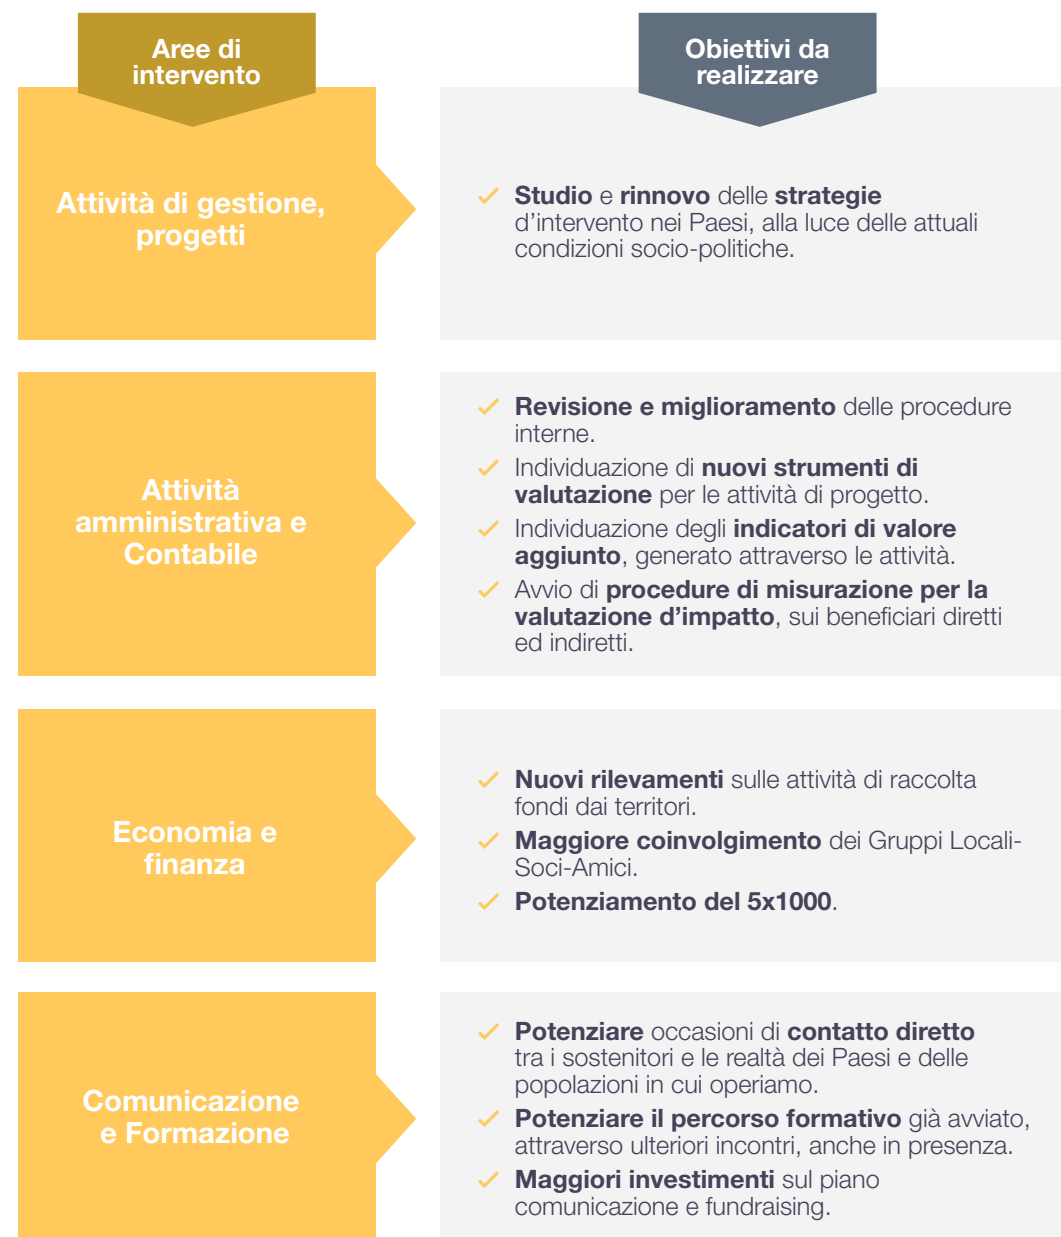 Aree di
intervento
Obiettivi da
realizzare
Attività di gestione,
progetti
Studio e rinnovo delle strategie
d’intervento nei Paesi, alla luce delle attuali
condizioni socio-politiche.
Attività
amministrativa e
Contabile
Revisione e miglioramento delle procedure
interne.
Individuazione di nuovi strumenti di
valutazione per le attività di progetto.
Individuazione degli indicatori di valore
aggiunto, generato attraverso le attività.
Avvio di procedure di misurazione per la
valutazione d’impatto, sui beneficiari diretti
ed indiretti.
Economia e
finanza
Nuovi rilevamenti sulle attività di raccolta
fondi dai territori.
Maggiore coinvolgimento dei Gruppi Locali-
Soci-Amici.
Potenziamento del 5x1000.
Comunicazione
e Formazione
Potenziare occasioni di contatto diretto
tra i sostenitori e le realtà dei Paesi e delle
popolazioni in cui operiamo.
Potenziare il percorso formativo già avviato,
attraverso ulteriori incontri, anche in presenza.
Maggiori investimenti sul piano
comunicazione e fundraising.